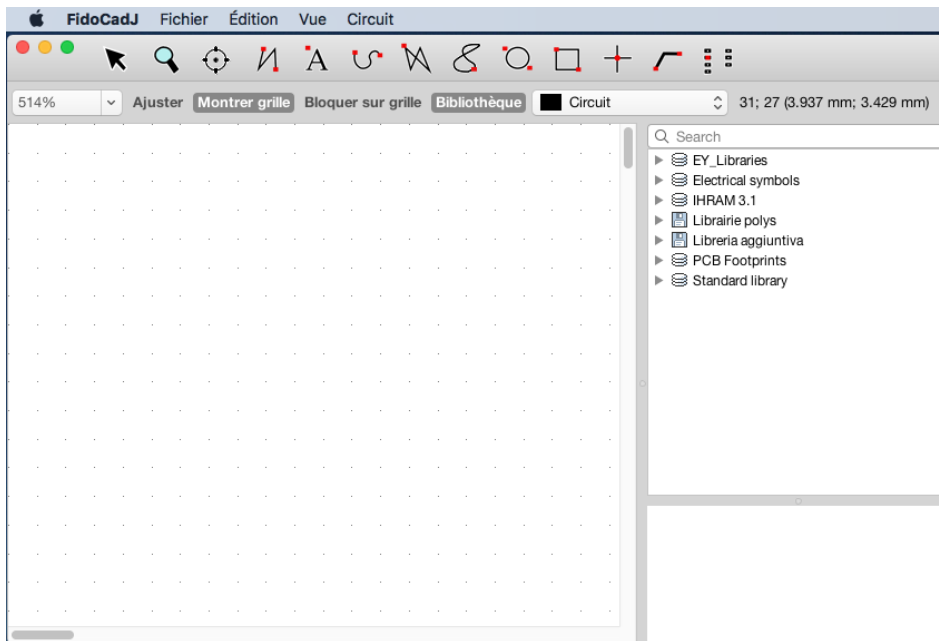 FidoCadJ Fichier Édition Vue Circuit
A
514% Ajuster Montrer grille Bloquer sur grille Bibliothèque Circuit 31; 27 (3.937 mm; 3.429 mm)
Search
EY_Libraries
Electrical symbols
IHRAM 3.1
Librairie polys
Libreria aggiuntiva
PCB Footprints
Standard library